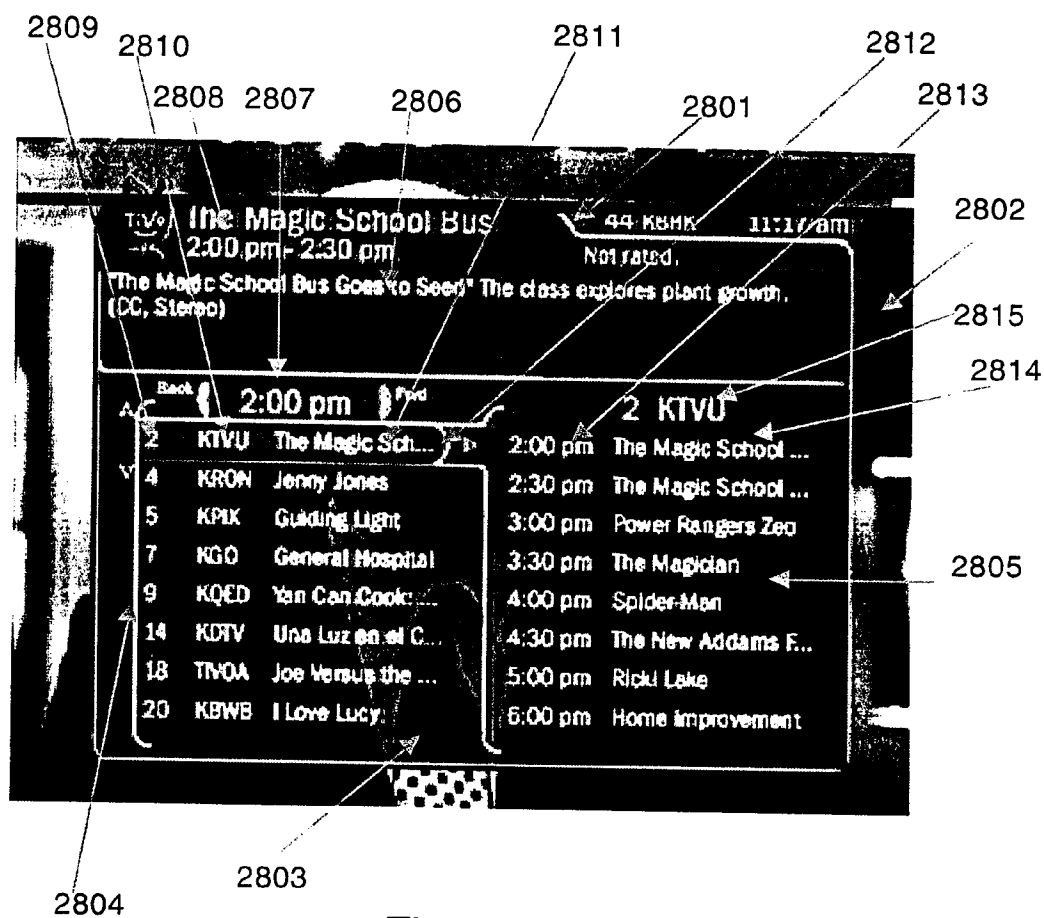 2809
2810
2811
2812
2808 2807
2806
2801
2813
TiVo The Magic School Bus 44 KBHK 11:17 am
2:00 pm - 2:30 pm Not rated.
2802
"The Magic School Bus Goes to Seed" The class explores plant growth.
(CC, Stereo)
2815
2814
Back 2:00 pm Fwd 2 KTVU
2 KTVU The Magic Sch... 2:00 pm The Magic School ...
4 KRON Jenny Jones 2:30 pm The Magic School ...
5 KPIX Guiding Light 3:00 pm Power Rangers Zeo
7 KGO General Hospital 3:30 pm The Magician
2805
9 KQED Yan Can Cook: ... 4:00 pm Spider-Man
14 KDTV Una Luz en el C... 4:30 pm The New Addams F...
18 TIVOA Joe Versus the ... 5:00 pm Ricki Lake
20 KBWB I Love Lucy 6:00 pm Home Improvement
2803
2804